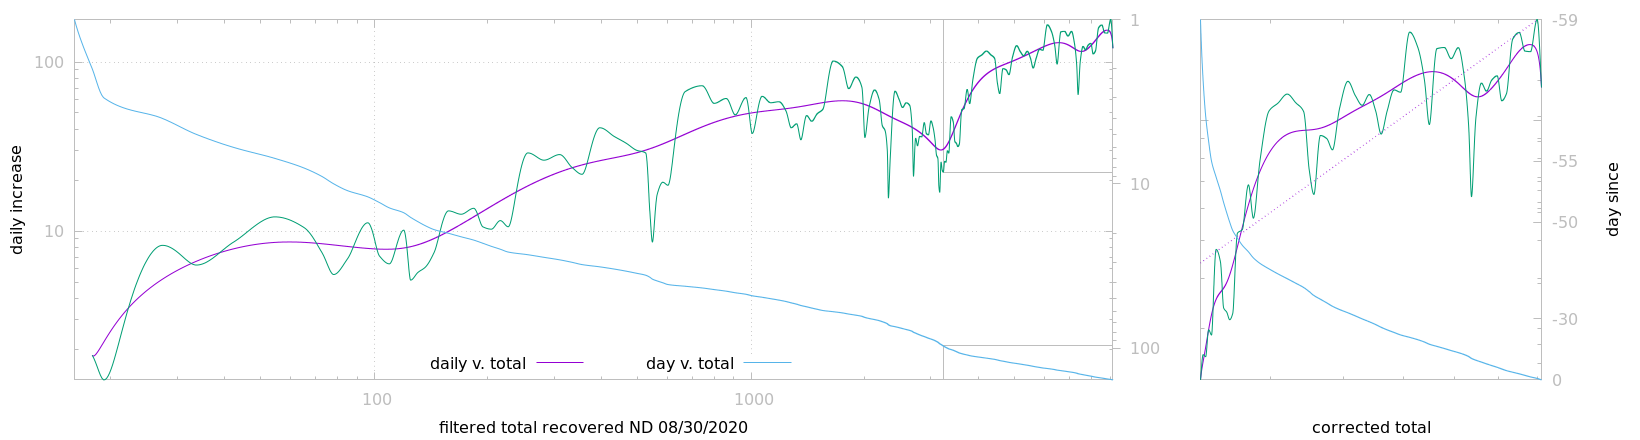 100
10
daily increase
daily v. total
day v. total
100
1000
filtered total recovered ND 08/30/2020
1
10
100
-59
-55
-50
-30
0
day since
corrected total